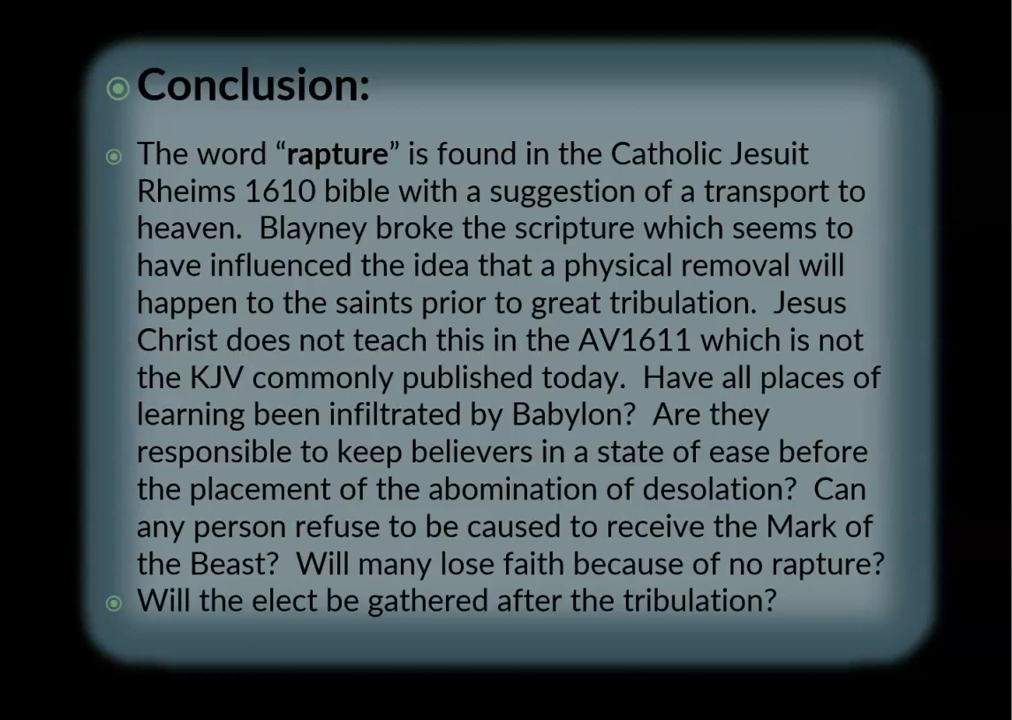 Conclusion:
The word “rapture” is found in the Catholic Jesuit
Rheims 1610 bible with a suggestion of a transport to
heaven.  Blayney broke the scripture which seems to
have influenced the idea that a physical removal will
happen to the saints prior to great tribulation.  Jesus
Christ does not teach this in the AV1611 which is not
the KJV commonly published today.  Have all places of
learning been infiltrated by Babylon?  Are they
responsible to keep believers in a state of ease before
the placement of the abomination of desolation?  Can
any person refuse to be caused to receive the Mark of
the Beast?  Will many lose faith because of no rapture?
Will the elect be gathered after the tribulation?